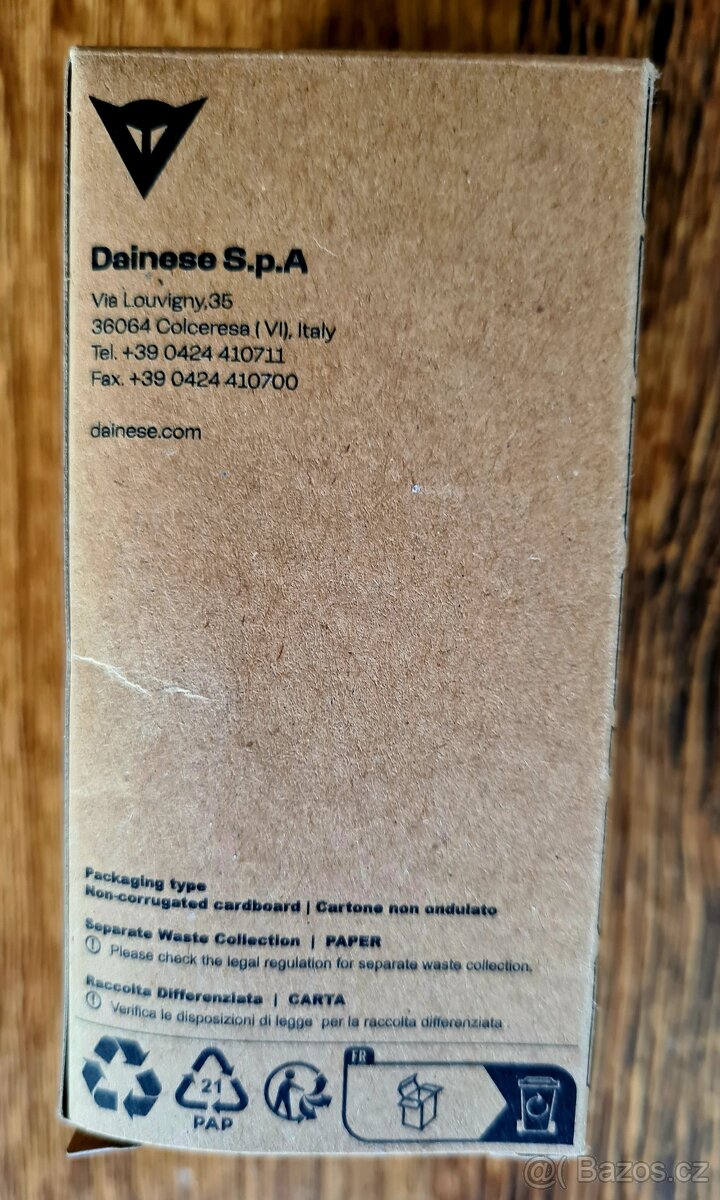 Dainese S.p.A
Via Louvigny,35
36064 Colceresa ( VI), Italy
Tel. +39 0424 410711
Fax. +39 0424 410700
dainese.com
Packaging type
Non-corrugated cardboard | Cartone non ondulato
Separate Waste Collection | PAPER
Please check the legal regulation for separate waste collection.
Raccolta Differenziata | CARTA
Verifica le disposizioni di legge per la raccolta differenziata
FR
21
PAP
@( Bazos.cz